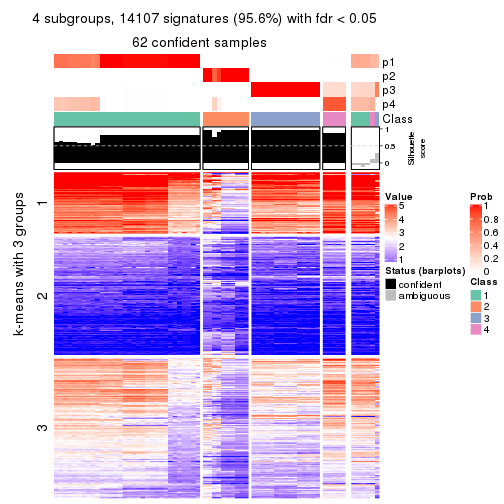 4 subgroups, 14107 signatures (95.6%) with fdr < 0.05
62 confident samples
p1
p2
p3
p4
Class
1
0.5
0
Silhouette
score
k-means with 3 groups
1
2
3
Value
5
4
3
2
1
Status (barplots)
confident
ambiguous
Prob
1
0.8
0.6
0.4
0.2
0
Class
1
2
3
4